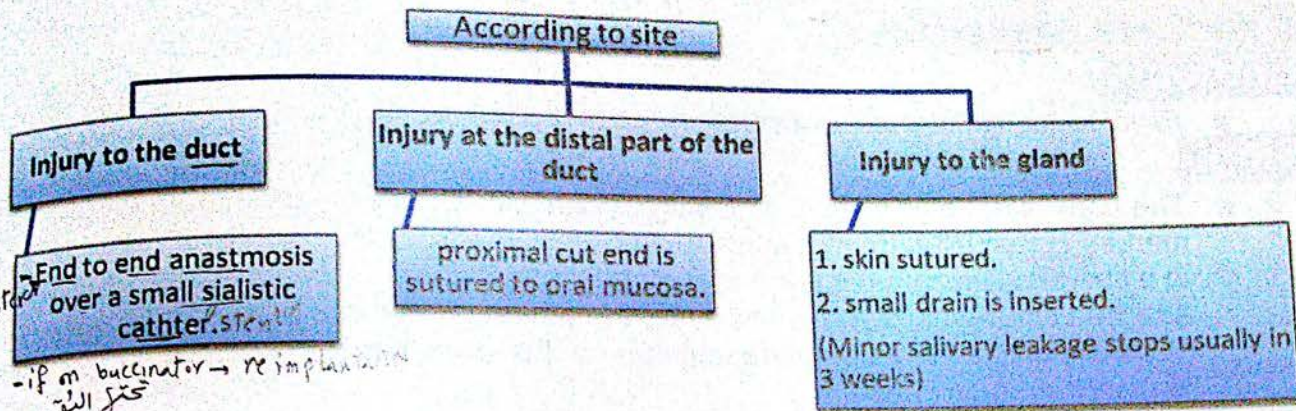 According to site
Injury to the duct
-End to end anastmosis
over a small sialistic
cathter.stent
-if on buccinator → reimplantation
Injury at the distal part of the
duct
proximal cut end is
sutured to oral mucosa.
Injury to the gland
1. skin sutured.
2. small drain is inserted.
(Minor salivary leakage stops usually in
3 weeks)